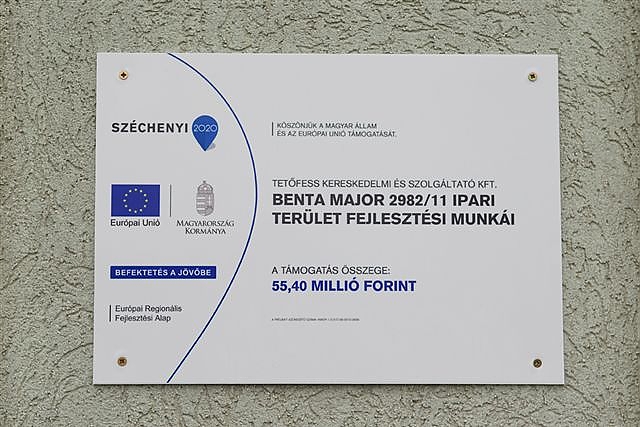 SZÉCHENYI 2020
KÖSZÖNJÜK A MAGYAR ÁLLAM
ÉS AZ EURÓPAI UNIÓ TÁMOGATÁSÁT.
TETŐFESS KERESKEDELMI ÉS SZOLGÁLTATÓ KFT.
BENTA MAJOR 2982/11 IPARI
TERÜLET FEJLESZTÉSI MUNKÁI
Európai Unió
MAGYARORSZÁG
KORMÁNYA
BEFEKTETÉS A JÖVŐBE
A TÁMOGATÁS ÖSSZEGE:
55,40 MILLIÓ FORINT
Európai Regionális
Fejlesztési Alap